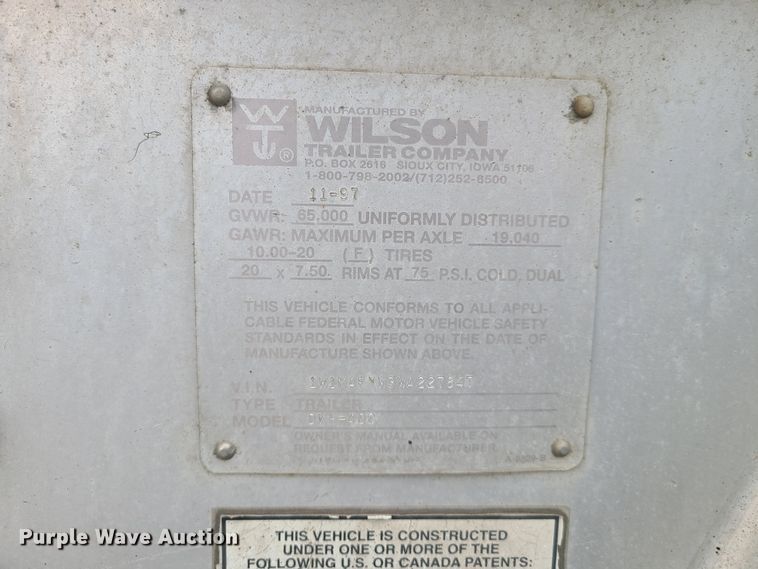 MANUFACTURED BY
WILSON
TRAILER COMPANY
P.O. BOX 2616 SIOUX CITY, IOWA 51106
1-800-798-2002/(712)252-6500
DATE 11-97
GVWR: 65,000 UNIFORMLY DISTRIBUTED
GAWR: MAXIMUM PER AXLE 19,040
10.00-20 (F) TIRES
20 x 7.50 RIMS AT 75 P.S.I. COLD, DUAL
THIS VEHICLE CONFORMS TO ALL APPLI-
CABLE FEDERAL MOTOR VEHICLE SAFETY
STANDARDS IN EFFECT ON THE DATE OF
MANUFACTURE SHOWN ABOVE.
V.I.N.
TYPE TRAILER
MODEL
OWNER'S MANUAL AVAILABLE ON
REQUEST FROM MANUFACTURER
THIS VEHICLE IS CONSTRUCTED
UNDER ONE OR MORE OF THE
FOLLOWING U.S. OR CANADA PATENTS:
Purple Wave Auction